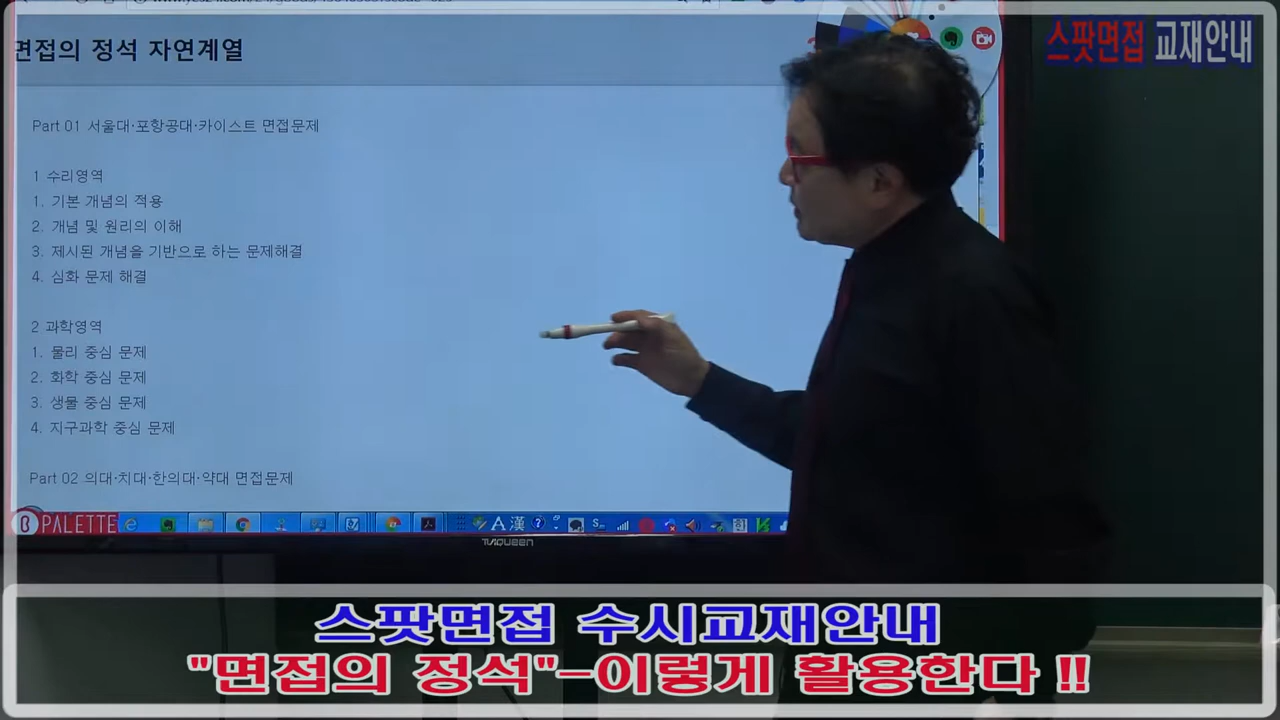 스팟면접 교재안내
면접의 정석 자연계열
Part 01 서울대·포항공대·카이스트 면접문제
1 수리영역
1. 기본 개념의 적용
2. 개념 및 원리의 이해
3. 제시된 개념을 기반으로 하는 문제해결
4. 심화 문제 해결
2 과학영역
1. 물리 중심 문제
2. 화학 중심 문제
3. 생물 중심 문제
4. 지구과학 중심 문제
Part 02 의대·치대·한의대·약대 면접문제
PALETTE A 漢
스팟면접 수시교재안내
"면접의 정석"-이렇게 활용한다 !!